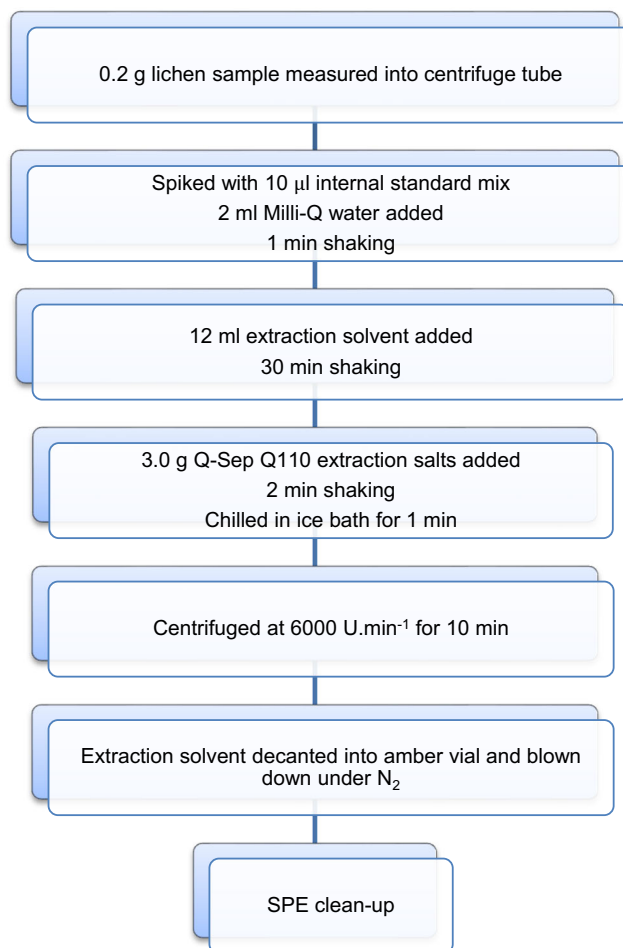 0.2 g lichen sample measured into centrifuge tube
Spiked with 10 μl internal standard mix
2 ml Milli-Q water added
1 min shaking
12 ml extraction solvent added
30 min shaking
3.0 g Q-Sep Q110 extraction salts added
2 min shaking
Chilled in ice bath for 1 min
Centrifuged at 6000 U.min⁻¹ for 10 min
Extraction solvent decanted into amber vial and blown
down under N₂
SPE clean-up